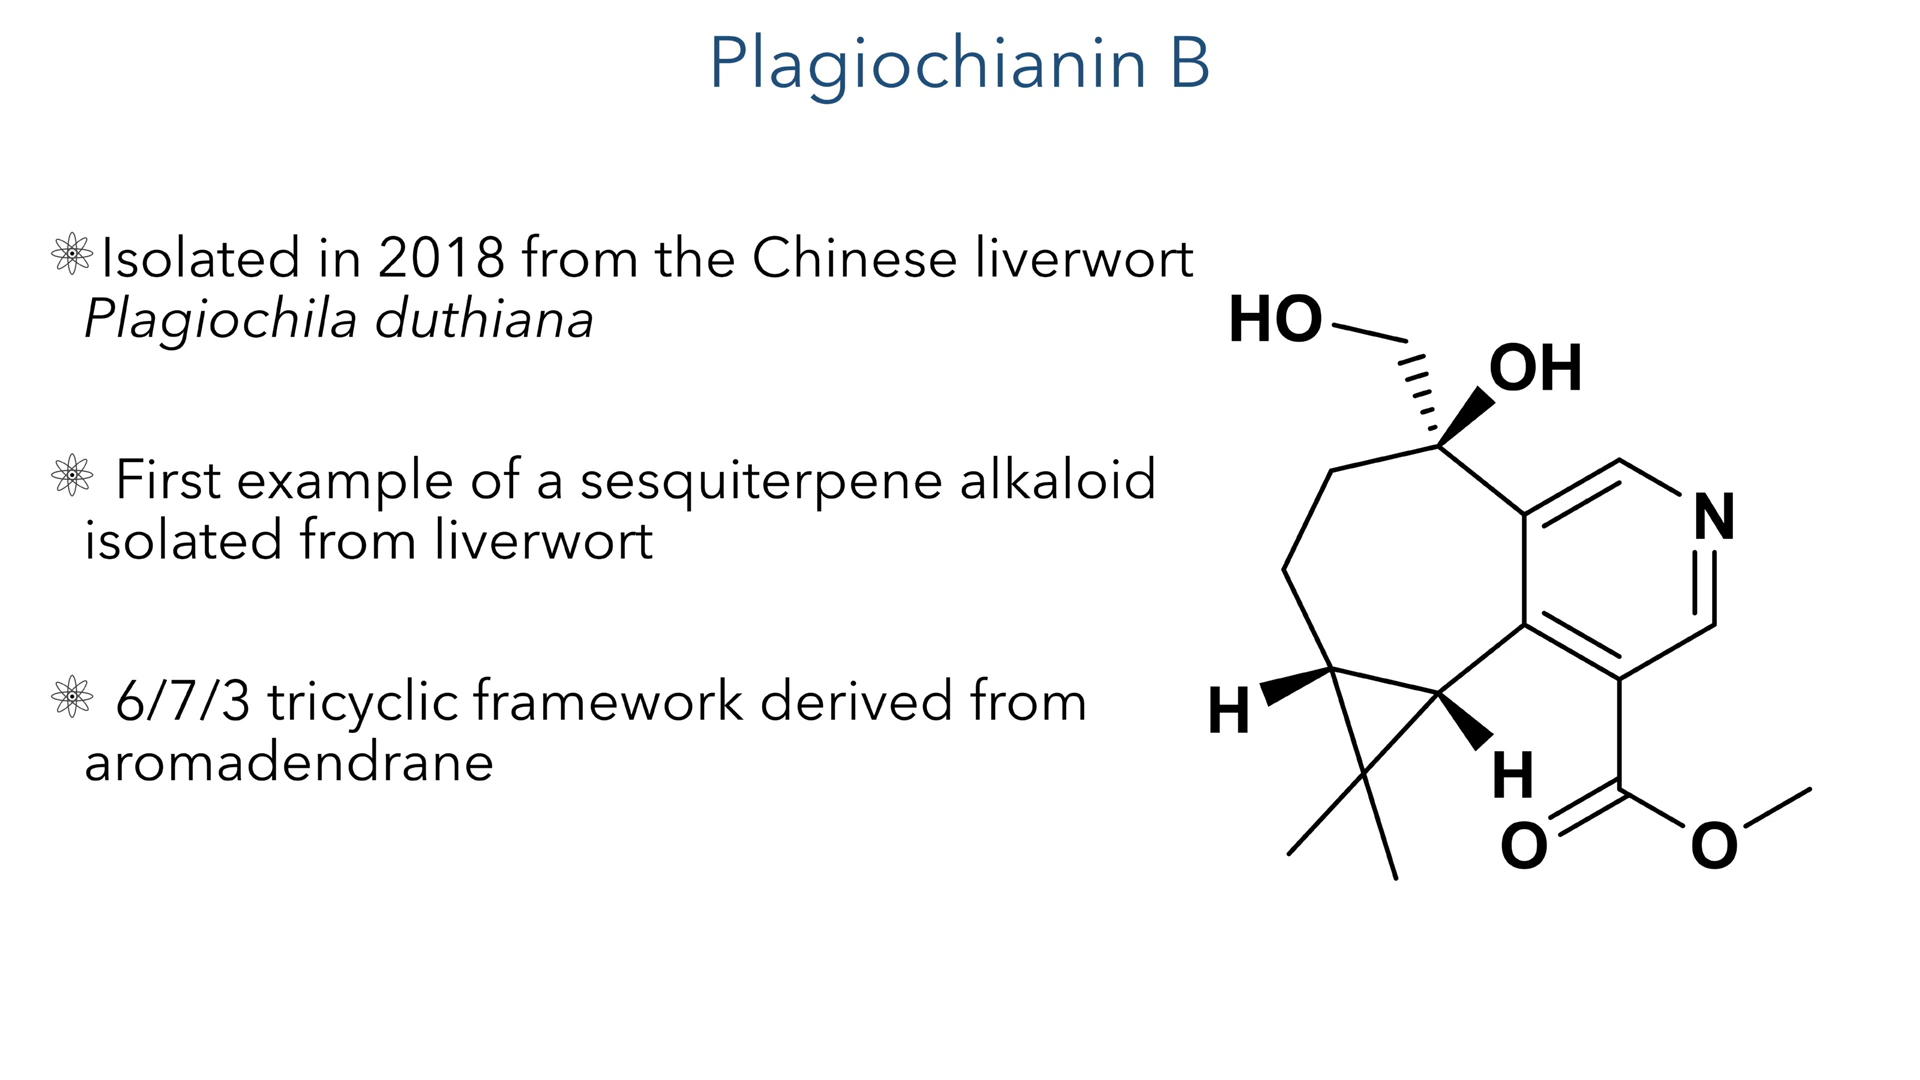 Plagiochianin B
Isolated in 2018 from the Chinese liverwort
Plagiochila duthiana
First example of a sesquiterpene alkaloid
isolated from liverwort
6/7/3 tricyclic framework derived from
aromadendrane
HO
OH
N
H
H
O
O